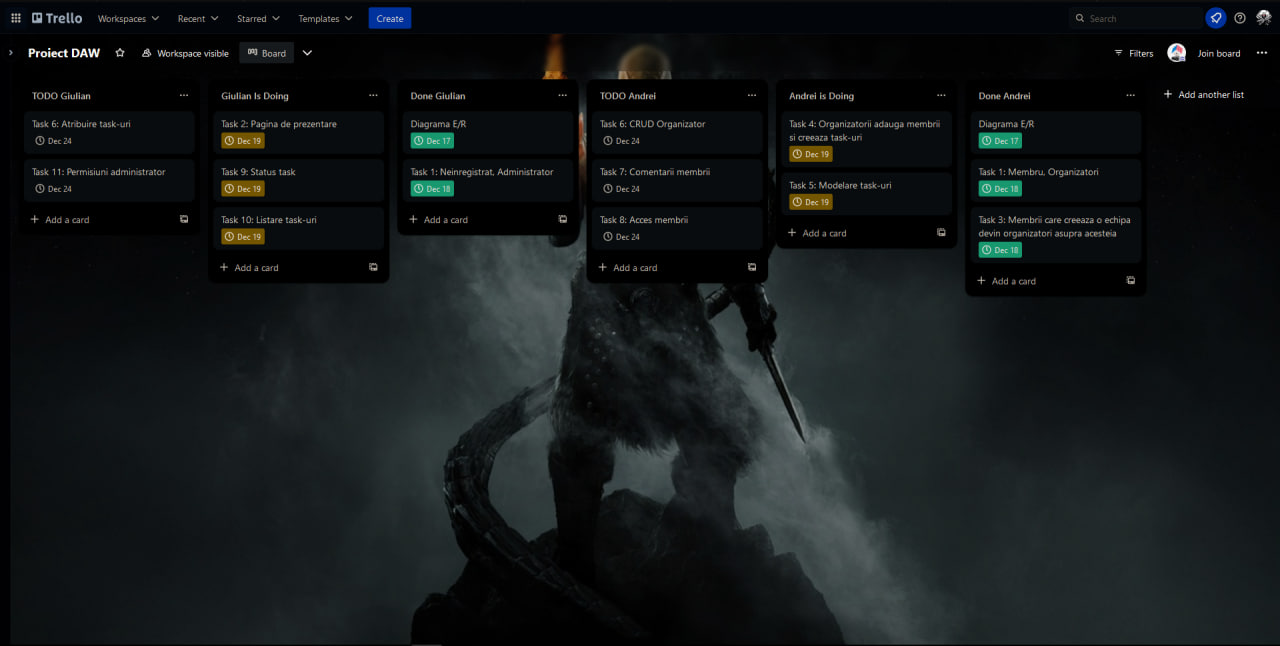 Trello
Workspaces
Recent
Starred
Templates
Create
Search
Proiect DAW
Workspace visible
Board
Filters
Join board
TODO Giulian
Task 6: Atribuire task-uri
Dec 24
Task 11: Permisiuni administrator
Dec 24
Add a card
Giulian Is Doing
Task 2: Pagina de prezentare
Dec 19
Task 9: Status task
Dec 19
Task 10: Listare task-uri
Dec 19
Add a card
Done Giulian
Diagrama E/R
Dec 17
Task 1: Neinregistrat, Administrator
Dec 18
Add a card
TODO Andrei
Task 6: CRUD Organizator
Dec 24
Task 7: Comentarii membrii
Dec 24
Task 8: Acces membrii
Dec 24
Add a card
Andrei is Doing
Task 4: Organizatorii adauga membrii
si creeaza task-uri
Dec 19
Task 5: Modelare task-uri
Dec 19
Add a card
Done Andrei
Diagrama E/R
Dec 17
Task 1: Membru, Organizatori
Dec 18
Task 3: Membrii care creeaza o echipa
devin organizatori asupra acesteia
Dec 18
Add a card
Add another list